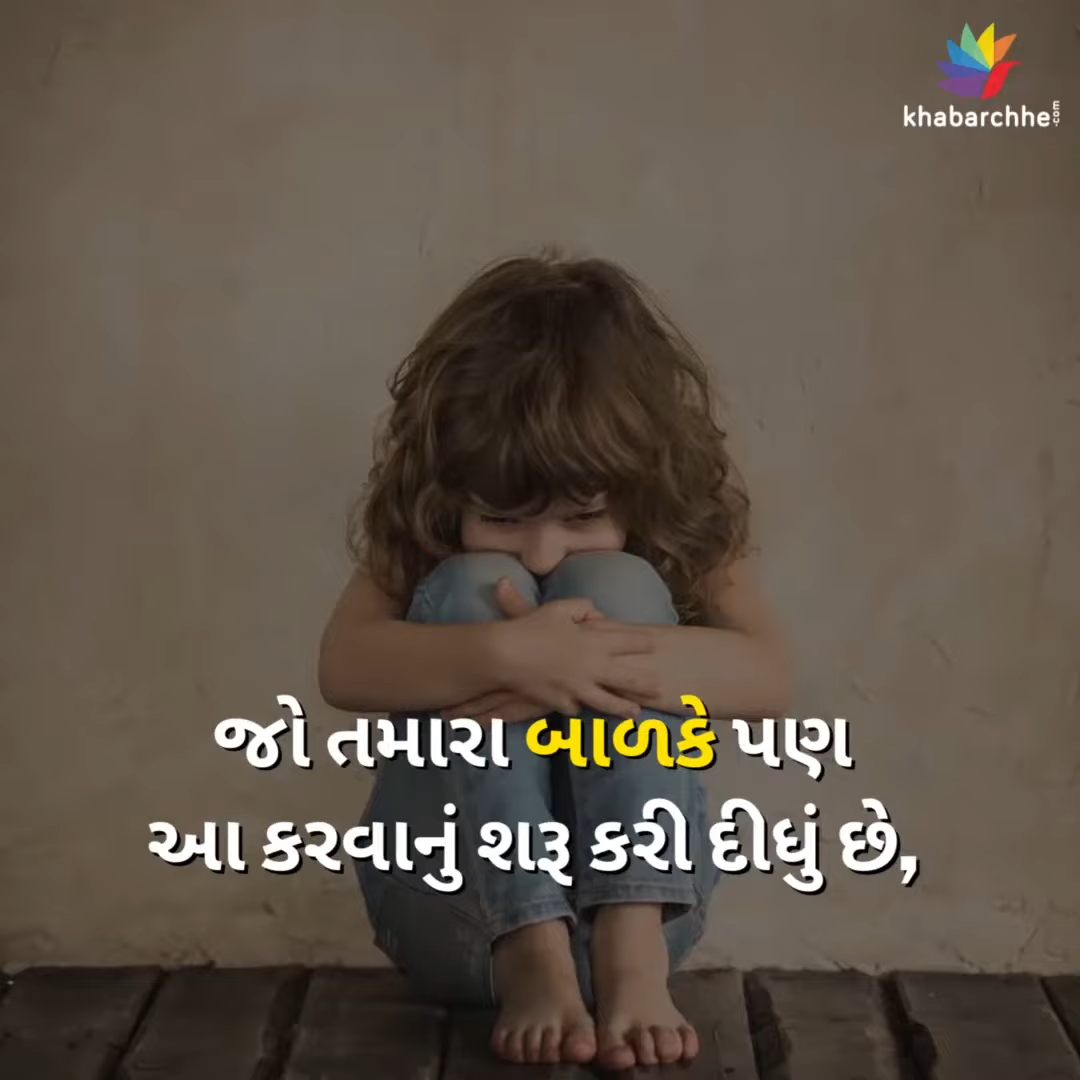 khabarchhe.com
જો તમારા બાળકે પણ
આ કરવાનું શરૂ કરી દીધું છે,